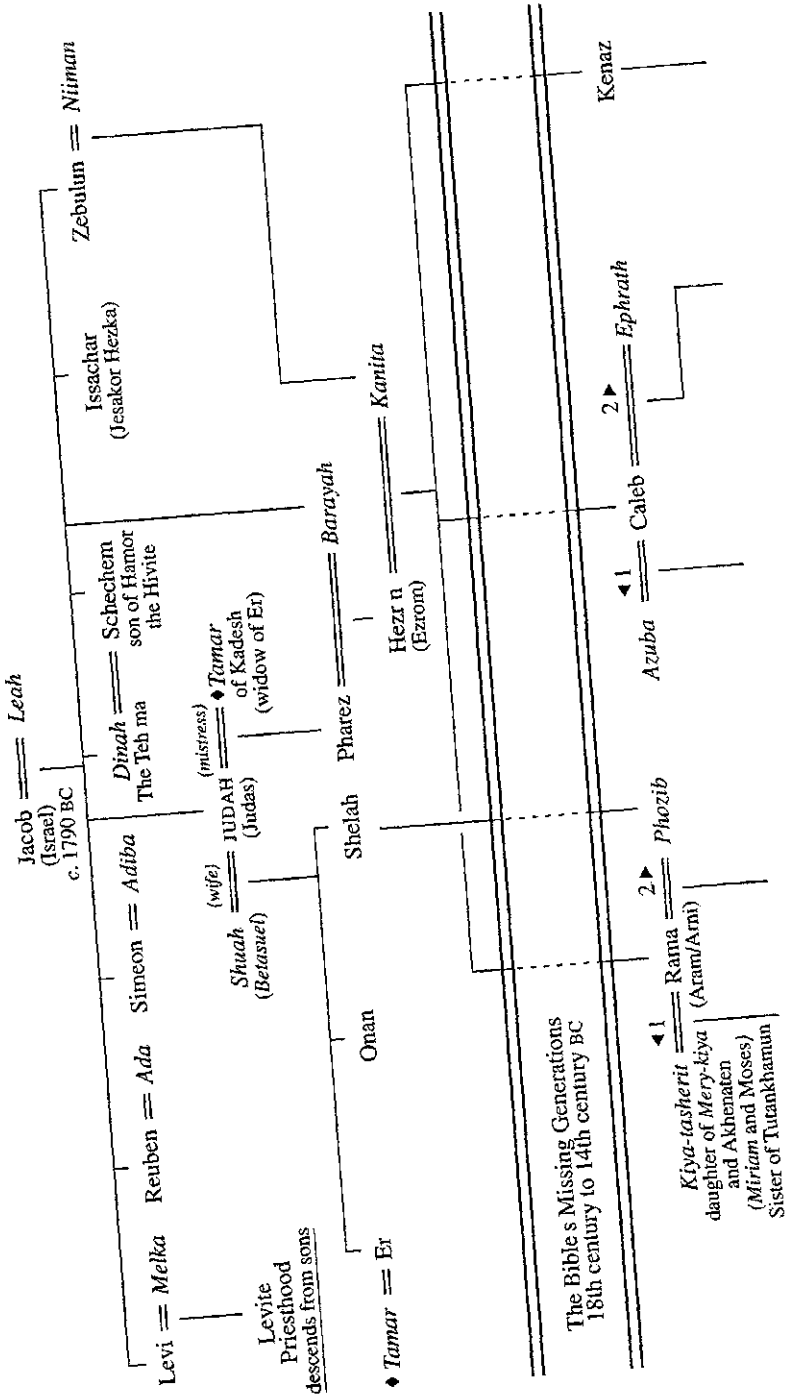 Jacob Leah
(Israel)
c. 1790 BC
Levi Melka Reuben Ada Simeon Adiba Dinah Schechem Issachar Zebulun Niiman
The Teh ma son of Hamor (Jesakor Hezka)
the Hivite
Levite
Priesthood
descends from sons
(wife) (mistress)
Shuah JUDAH ♦ Tamar
(Betasuel) (Judas) of Kadesh
(widow of Er)
♦ Tamar Er Onan Shelah Pharez Barayah
Hezr n Kanita
(Ezrom)
The Bible s Missing Generations
18th century to 14th century BC
◄ 1 2 ► ◄ 1 2 ►
Kiya-tasherit Rama Phozib Azuba Caleb Ephrath Kenaz
daughter of Mery-kiya (Aram/Arni)
and Akhenaten
(Miriam and Moses)
Sister of Tutankhamun